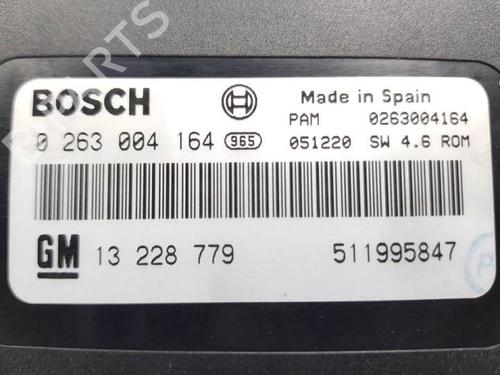 PARTS
BOSCH
Made in Spain
PAM 0263004164
0 263 004 164 965
051220 SW 4.6 ROM
GM 13 228 779 511995847
P